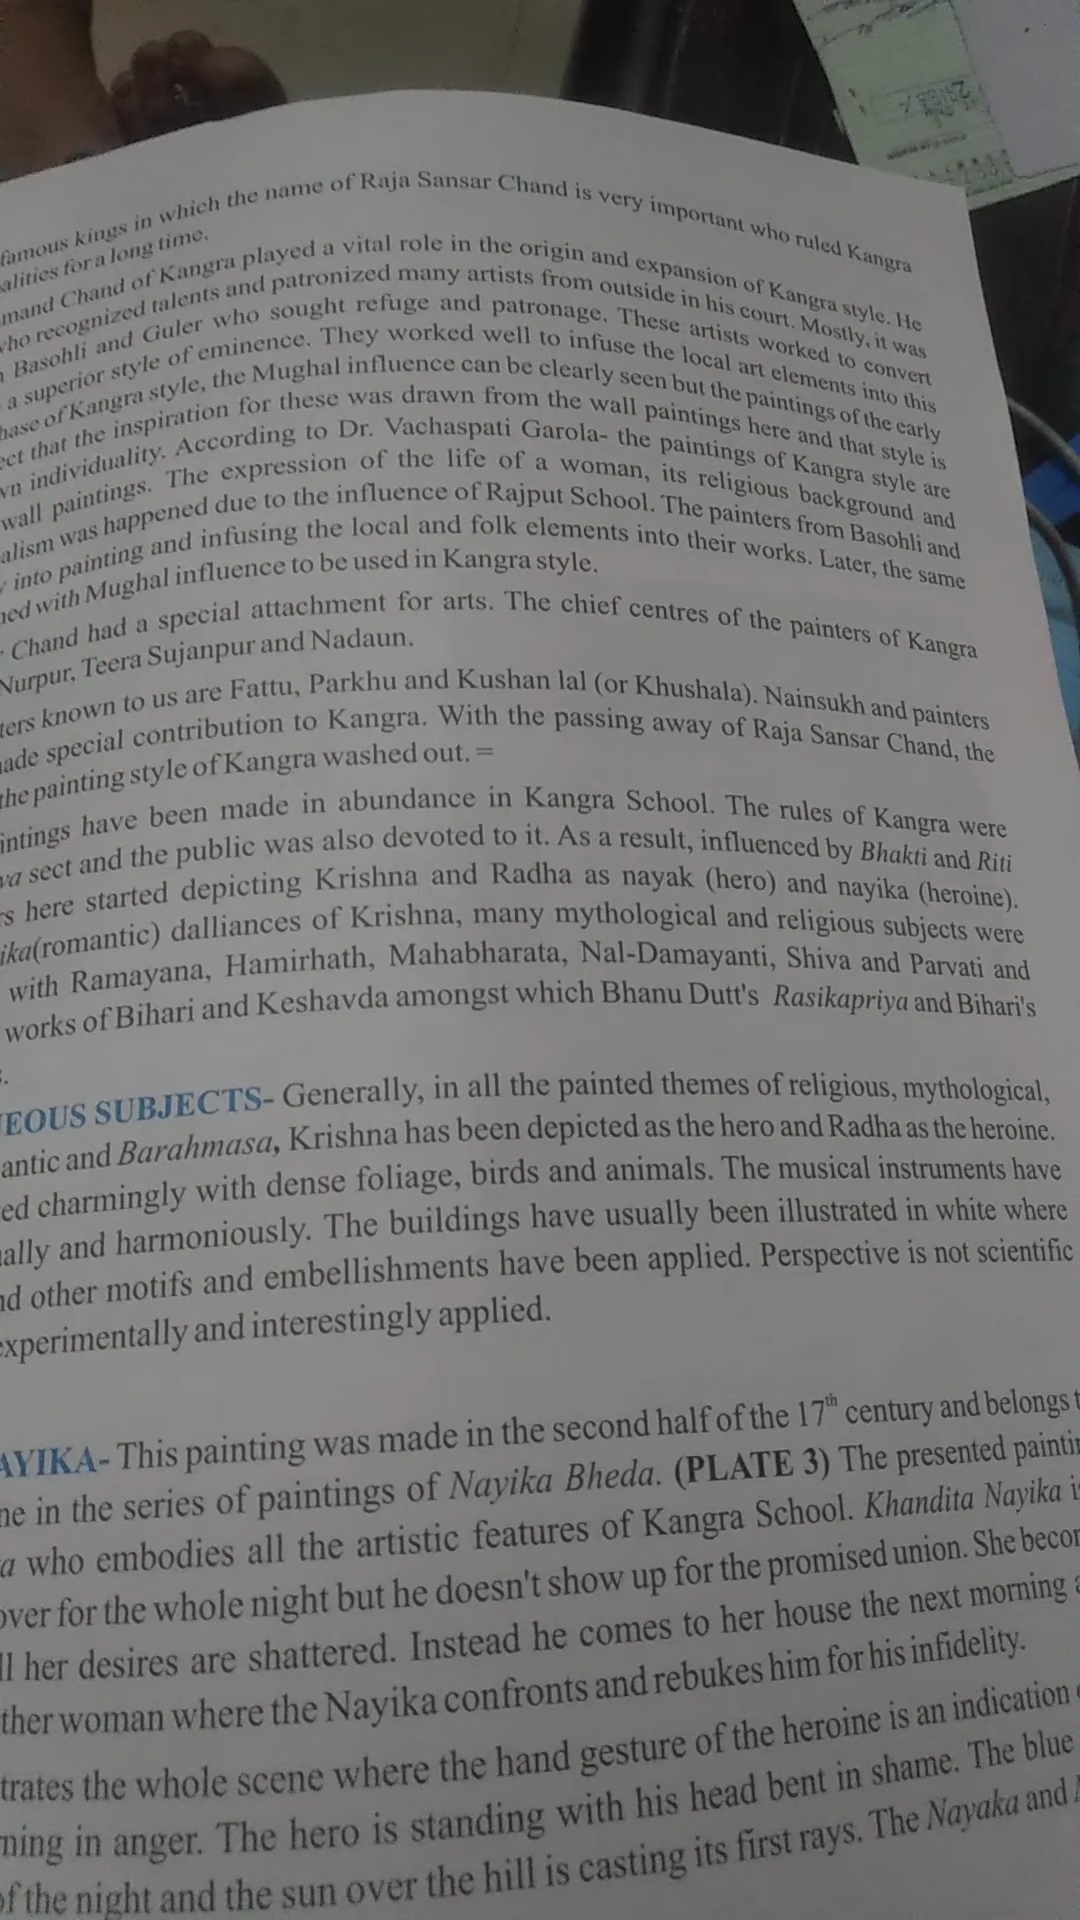 famous kings in which the name of Raja Sansar Chand is very important who ruled Kangra
alities for a long time.
mand Chand of Kangra played a vital role in the origin and expansion of Kangra style. He
who recognized talents and patronized many artists from outside in his court. Mostly, it was
Basohli and Guler who sought refuge and patronage. These artists worked to convert
a superior style of eminence. They worked well to infuse the local art elements into this
hase of Kangra style, the Mughal influence can be clearly seen but the paintings of the early
ect that the inspiration for these was drawn from the wall paintings here and that style is
vn individuality. According to Dr. Vachaspati Garola- the paintings of Kangra style are
wall paintings. The expression of the life of a woman, its religious background and
alism was happened due to the influence of Rajput School. The painters from Basohli and
into painting and infusing the local and folk elements into their works. Later, the same
ned with Mughal influence to be used in Kangra style.
Chand had a special attachment for arts. The chief centres of the painters of Kangra
Nurpur, Teera Sujanpur and Nadaun.
ters known to us are Fattu, Parkhu and Kushan lal (or Khushala). Nainsukh and painters
ade special contribution to Kangra. With the passing away of Raja Sansar Chand, the
the painting style of Kangra washed out. =
intings have been made in abundance in Kangra School. The rules of Kangra were
va sect and the public was also devoted to it. As a result, influenced by Bhakti and Riti
rs here started depicting Krishna and Radha as nayak (hero) and nayika (heroine).
ika(romantic) dalliances of Krishna, many mythological and religious subjects were
with Ramayana, Hamirhath, Mahabharata, Nal-Damayanti, Shiva and Parvati and
works of Bihari and Keshavda amongst which Bhanu Dutt's Rasikapriya and Bihari's
EOUS SUBJECTS- Generally, in all the painted themes of religious, mythological,
antic and Barahmasa, Krishna has been depicted as the hero and Radha as the heroine.
ed charmingly with dense foliage, birds and animals. The musical instruments have
ally and harmoniously. The buildings have usually been illustrated in white where
nd other motifs and embellishments have been applied. Perspective is not scientific
experimentally and interestingly applied.
AYIKA- This painting was made in the second half of the 17th century and belongs t
ne in the series of paintings of Nayika Bheda. (PLATE 3) The presented paintin
a who embodies all the artistic features of Kangra School. Khandita Nayika i
over for the whole night but he doesn't show up for the promised union. She becom
ll her desires are shattered. Instead he comes to her house the next morning a
ther woman where the Nayika confronts and rebukes him for his infidelity.
trates the whole scene where the hand gesture of the heroine is an indication
ning in anger. The hero is standing with his head bent in shame. The blue
of the night and the sun over the hill is casting its first rays. The Nayaka and